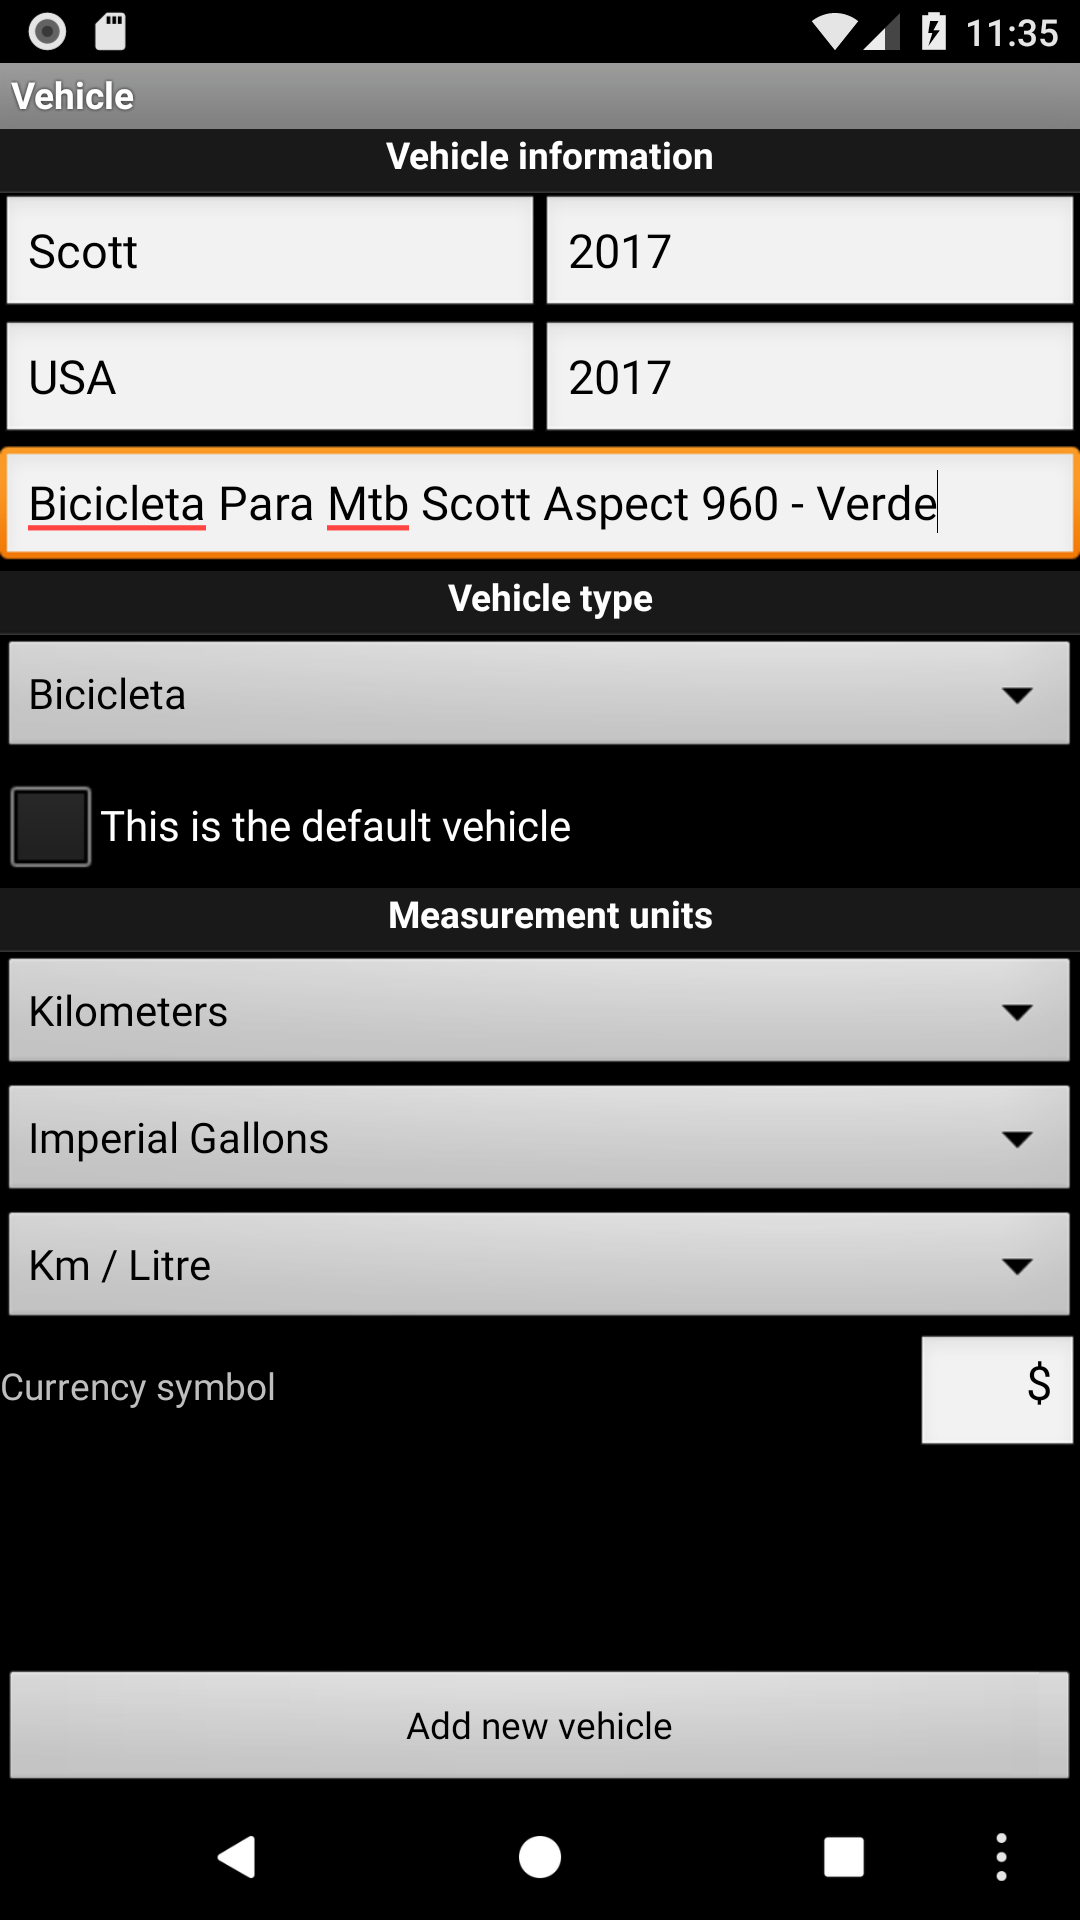 11:35
Vehicle
Vehicle information
Scott 2017
USA 2017
Bicicleta Para Mtb Scott Aspect 960 - Verde
Vehicle type
Bicicleta
This is the default vehicle
Measurement units
Kilometers
Imperial Gallons
Km / Litre
Currency symbol $
Add new vehicle